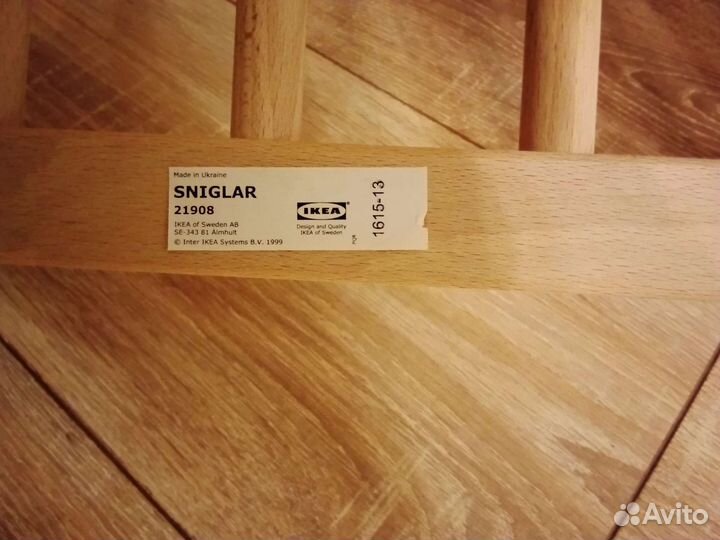 Made in Ukraine
SNIGLAR
21908
IKEA of Sweden AB
SE-343 81 Älmhult
© Inter IKEA Systems B.V. 1999
IKEA
Design and Quality
IKEA of Sweden
1615-13
Avito